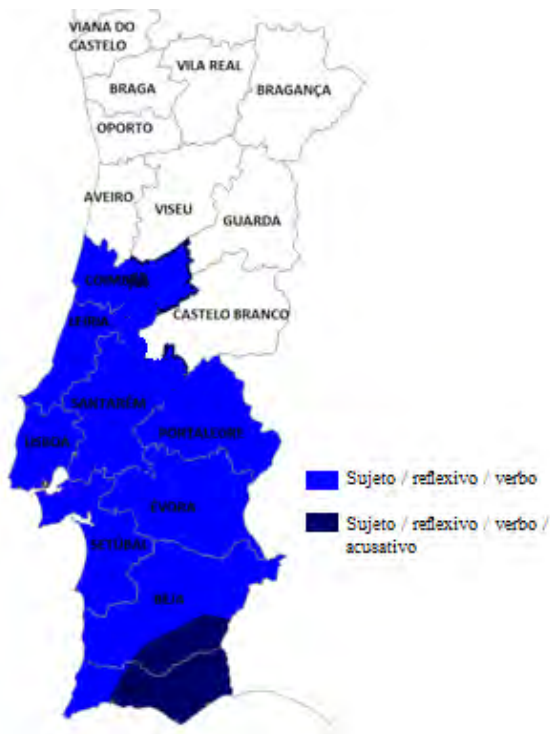 VIANA DO
CASTELO
VILA REAL
BRAGA
BRAGANÇA
OPORTO
AVEIRO
VISEU
GUARDA
COIMBRA
CASTELO BRANCO
LEIRIA
SANTARÉM
LISBOA
PORTALEGRE
Sujeto / reflexivo / verbo
ÉVORA
Sujeto / reflexivo / verbo /
acusativo
SETÚBAL
BEJA